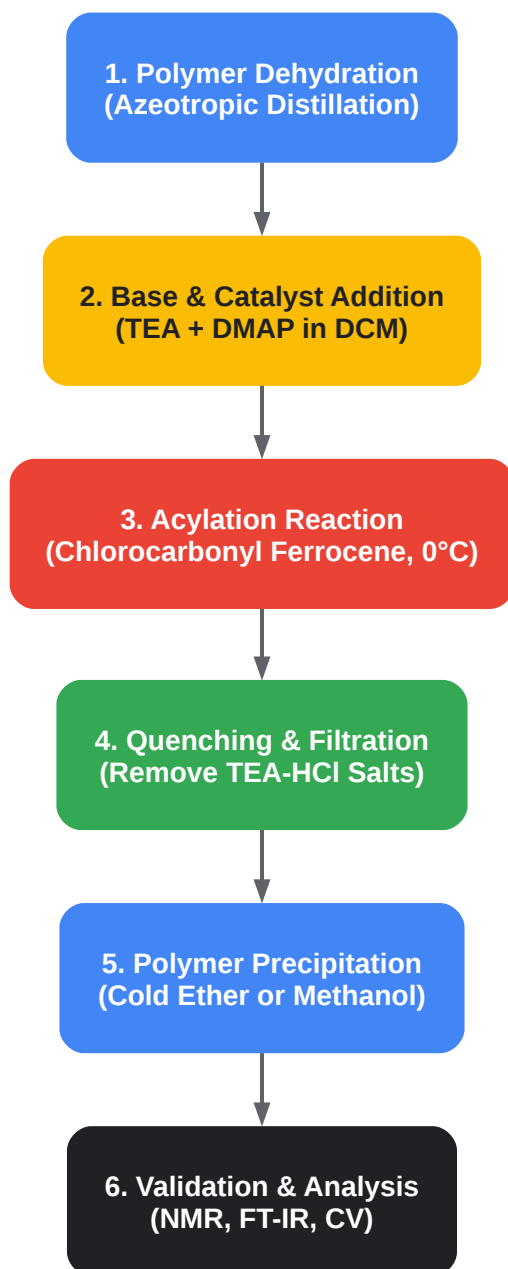 1. Polymer Dehydration
(Azeotropic Distillation)
2. Base & Catalyst Addition
(TEA + DMAP in DCM)
3. Acylation Reaction
(Chlorocarbonyl Ferrocene, 0°C)
4. Quenching & Filtration
(Remove TEA-HCl Salts)
5. Polymer Precipitation
(Cold Ether or Methanol)
6. Validation & Analysis
(NMR, FT-IR, CV)